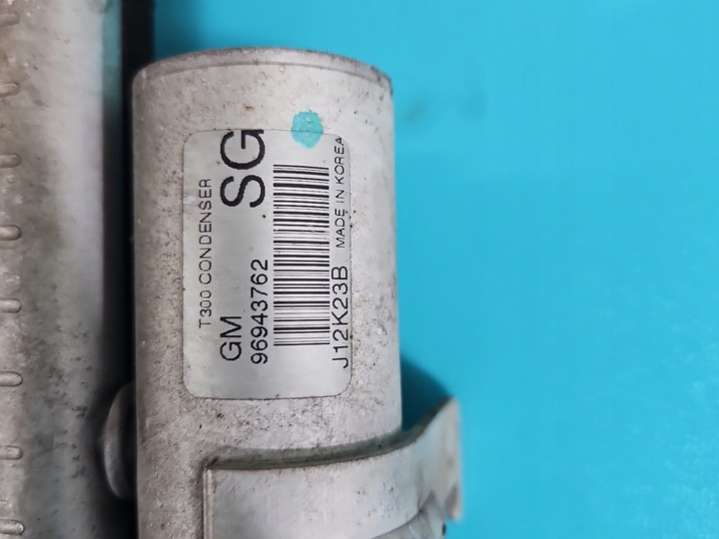 T300 CONDENSER
GM SG
96943762
J12K23B MADE IN KOREA